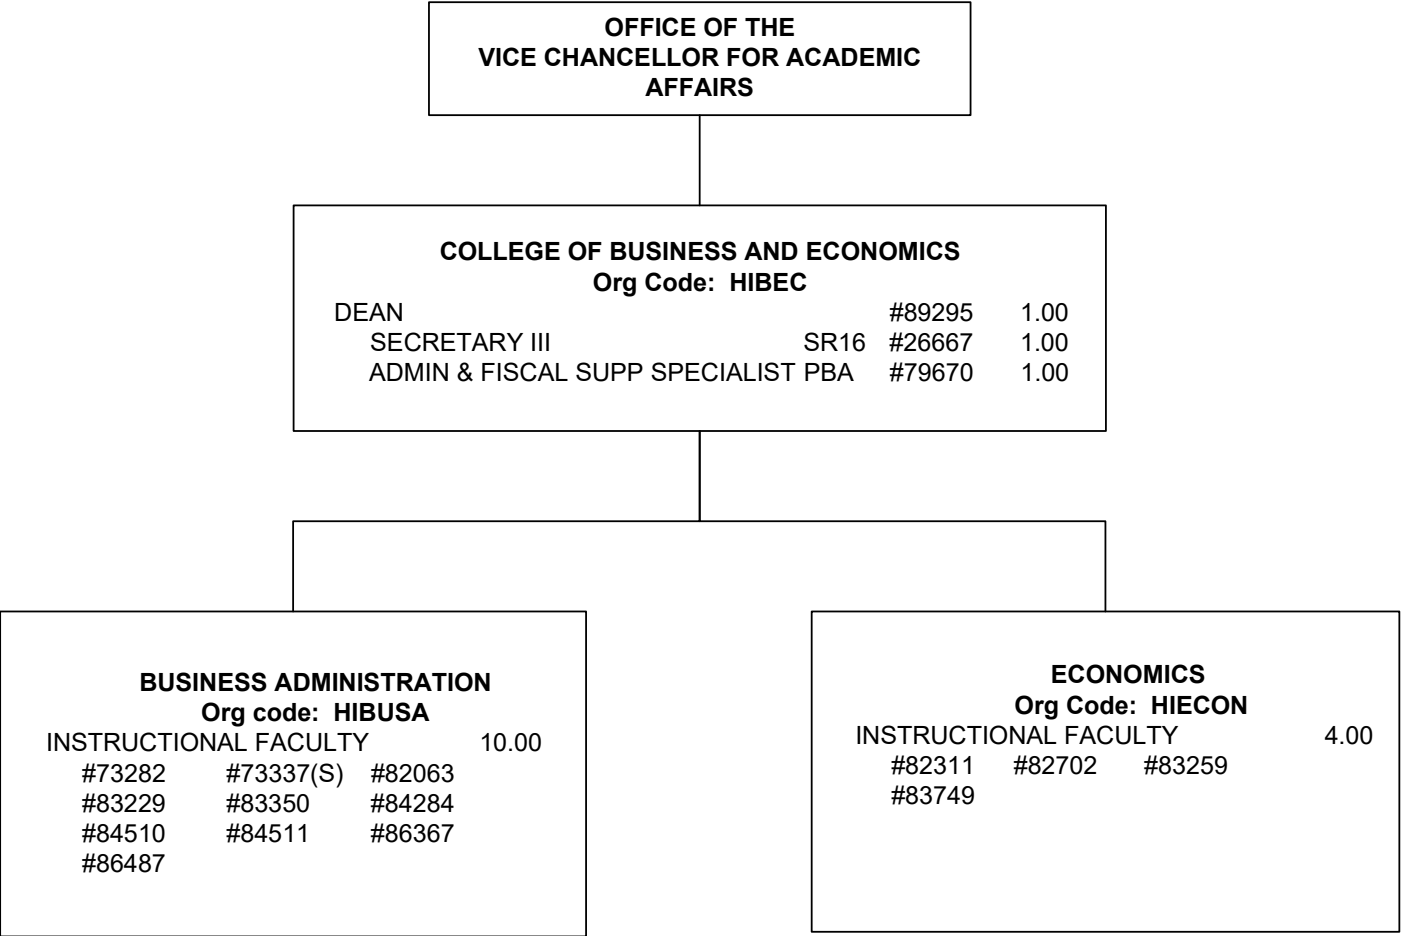 OFFICE OF THE
VICE CHANCELLOR FOR ACADEMIC
AFFAIRS
COLLEGE OF BUSINESS AND ECONOMICS
Org Code: HIBEC
DEAN #89295 1.00
SECRETARY III SR16 #26667 1.00
ADMIN & FISCAL SUPP SPECIALIST PBA #79670 1.00
BUSINESS ADMINISTRATION
Org code: HIBUSA
INSTRUCTIONAL FACULTY 10.00
#73282 #73337(S) #82063
#83229 #83350 #84284
#84510 #84511 #86367
#86487
ECONOMICS
Org Code: HIECON
INSTRUCTIONAL FACULTY 4.00
#82311 #82702 #83259
#83749